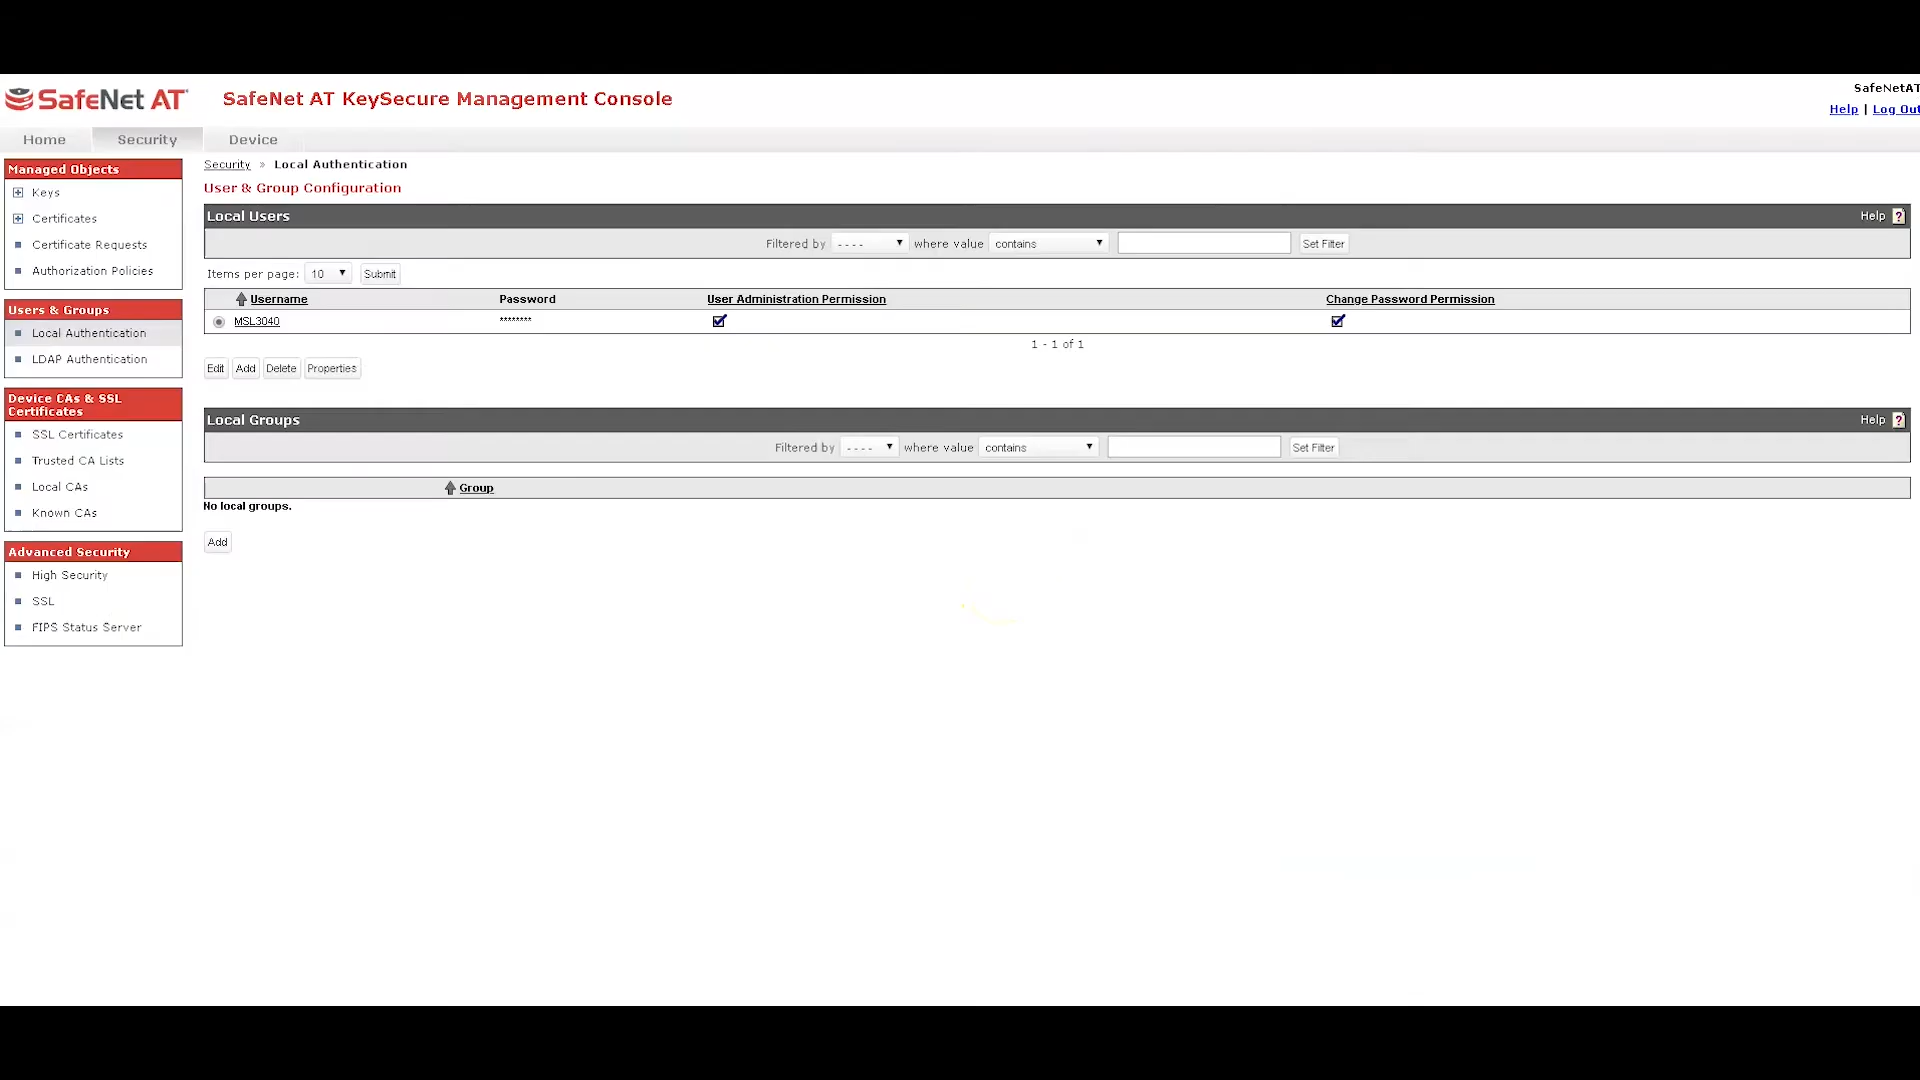 SafeNet AT
SafeNet AT KeySecure Management Console
SafeNetAT
Help | Log Out
Home Security Device
Managed Objects
Keys
Certificates
Certificate Requests
Authorization Policies
Users & Groups
Local Authentication
LDAP Authentication
Device CAs & SSL
Certificates
SSL Certificates
Trusted CA Lists
Local CAs
Known CAs
Advanced Security
High Security
SSL
FIPS Status Server
Security » Local Authentication
User & Group Configuration
Local Users Help ?
Filtered by ---- where value contains Set Filter
Items per page: 10 Submit
Username Password User Administration Permission Change Password Permission
MSL3040 ********
1 - 1 of 1
Edit Add Delete Properties
Local Groups Help ?
Filtered by ---- where value contains Set Filter
Group
No local groups.
Add